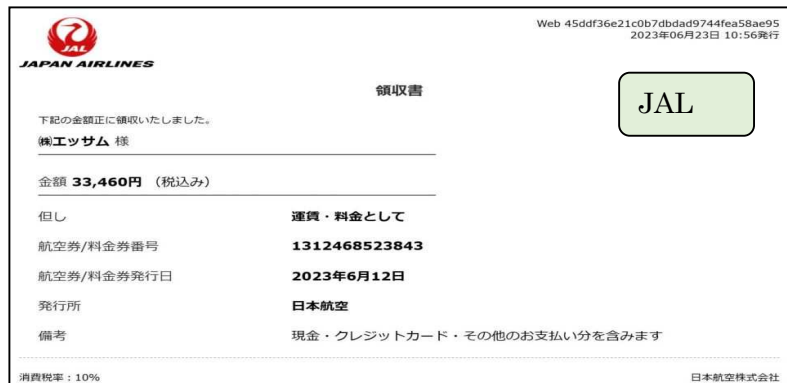 Web 45ddf36e21c0b7dbdad9744fea58ae95
2023年06月23日 10:56発行
JAL
JAPAN AIRLINES
領収書
JAL
下記の金額正に領収いたしました。
㈱エッサム 様
金額 33,460円 （税込み）
但し 運賃・料金として
航空券/料金券番号 1312468523843
航空券/料金券発行日 2023年6月12日
発行所 日本航空
備考 現金・クレジットカード・その他のお支払い分を含みます
消費税率：10% 日本航空株式会社